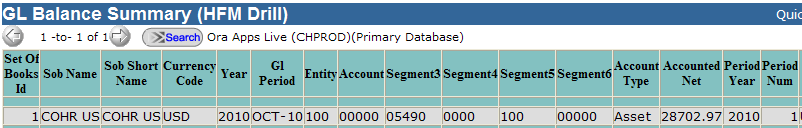 GL Balance Summary (HFM Drill) Quic
1 -to- 1 of 1 Search Ora Apps Live (CHPROD)(Primary Database)
Set Of Books Id Sob Name Sob Short Name Currency Code Year Gl Period Entity Account Segment3 Segment4 Segment5 Segment6 Account Type Accounted Net Period Year Period Num
1 COHR US COHR US USD 2010 OCT-10 100 00000 05490 0000 100 00000 Asset 28702.97 2010 1